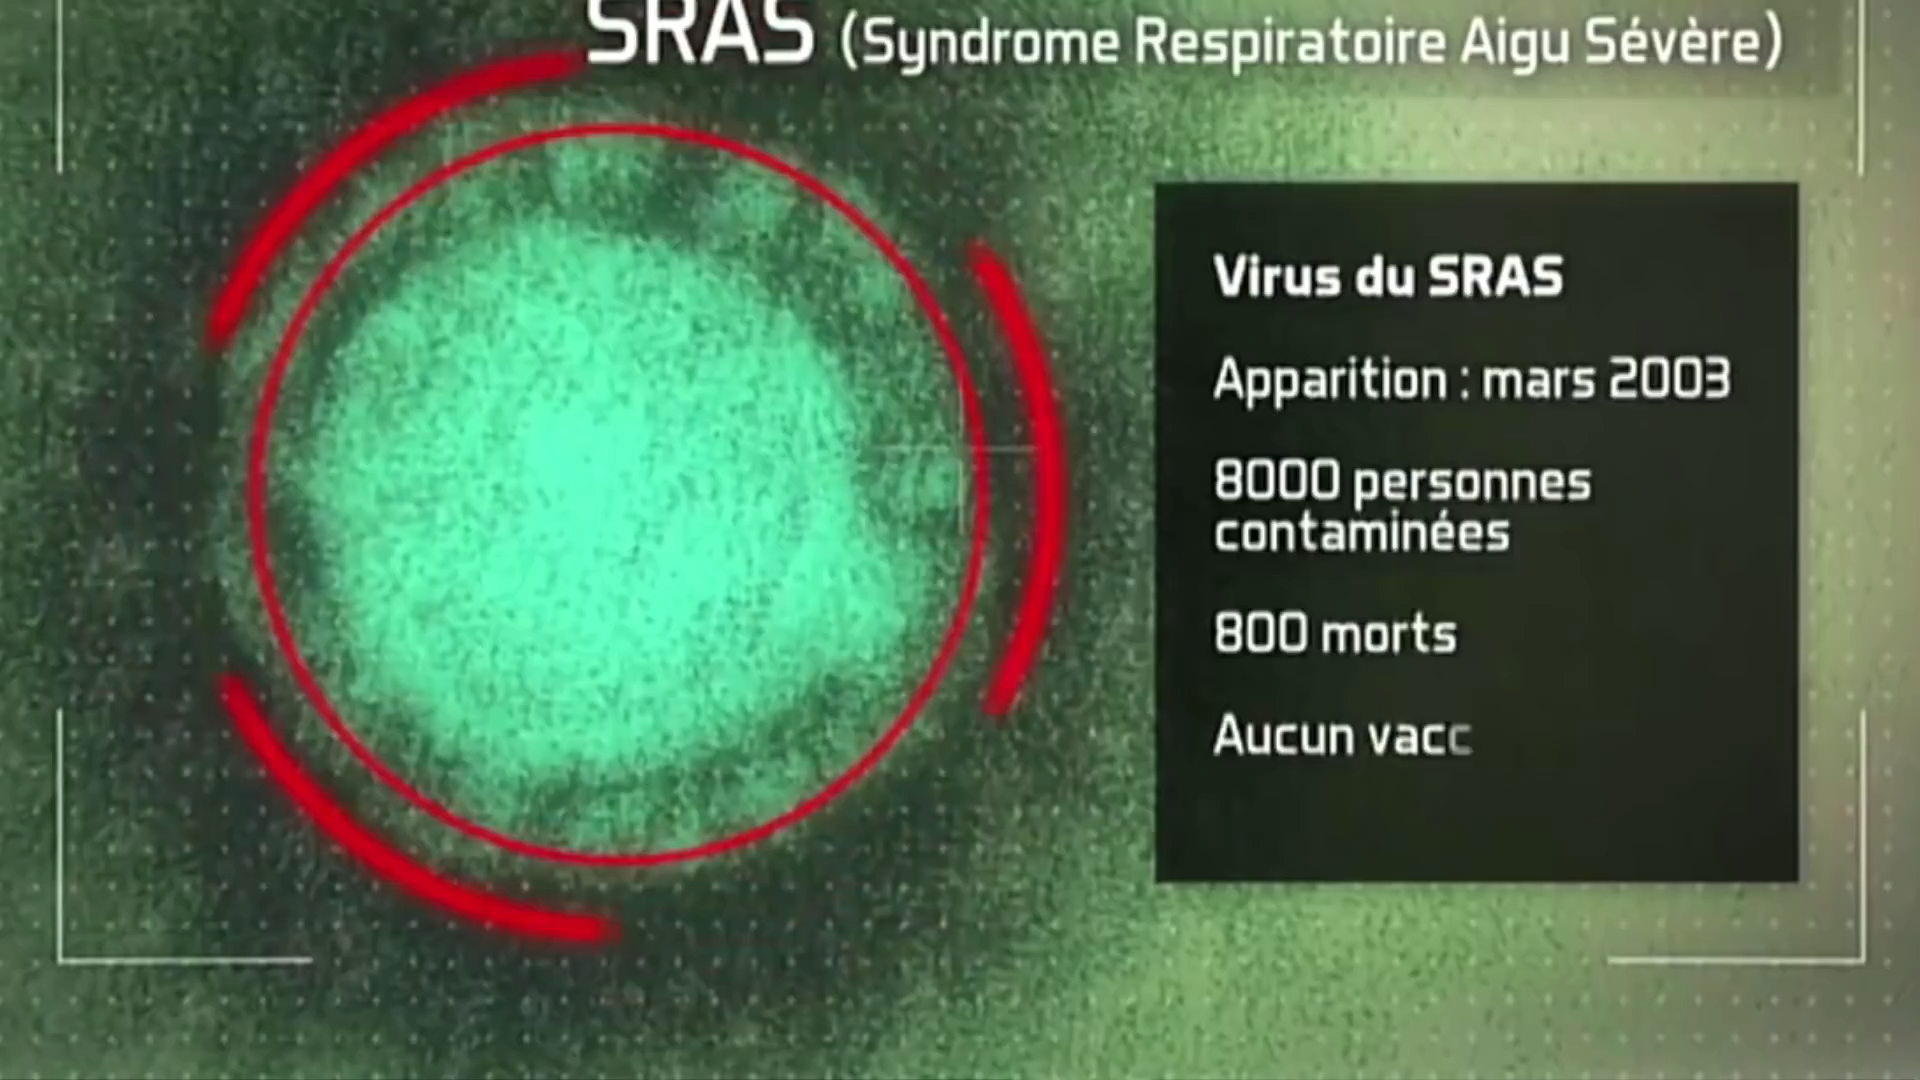 SRAS (Syndrome Respiratoire Aigu Sévère)
Virus du SRAS
Apparition : mars 2003
8000 personnes
contaminées
800 morts
Aucun vacc